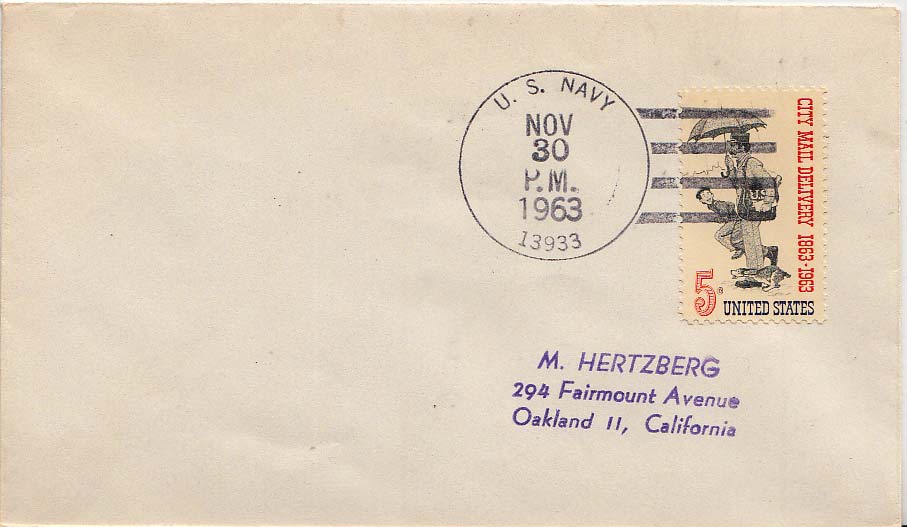 U. S. NAVY
NOV
30
P.M.
1963
13933
CITY MAIL DELIVERY 1863-1963
U.S.
5¢
UNITED STATES
M. HERTZBERG
294 Fairmount Avenue
Oakland 11, California